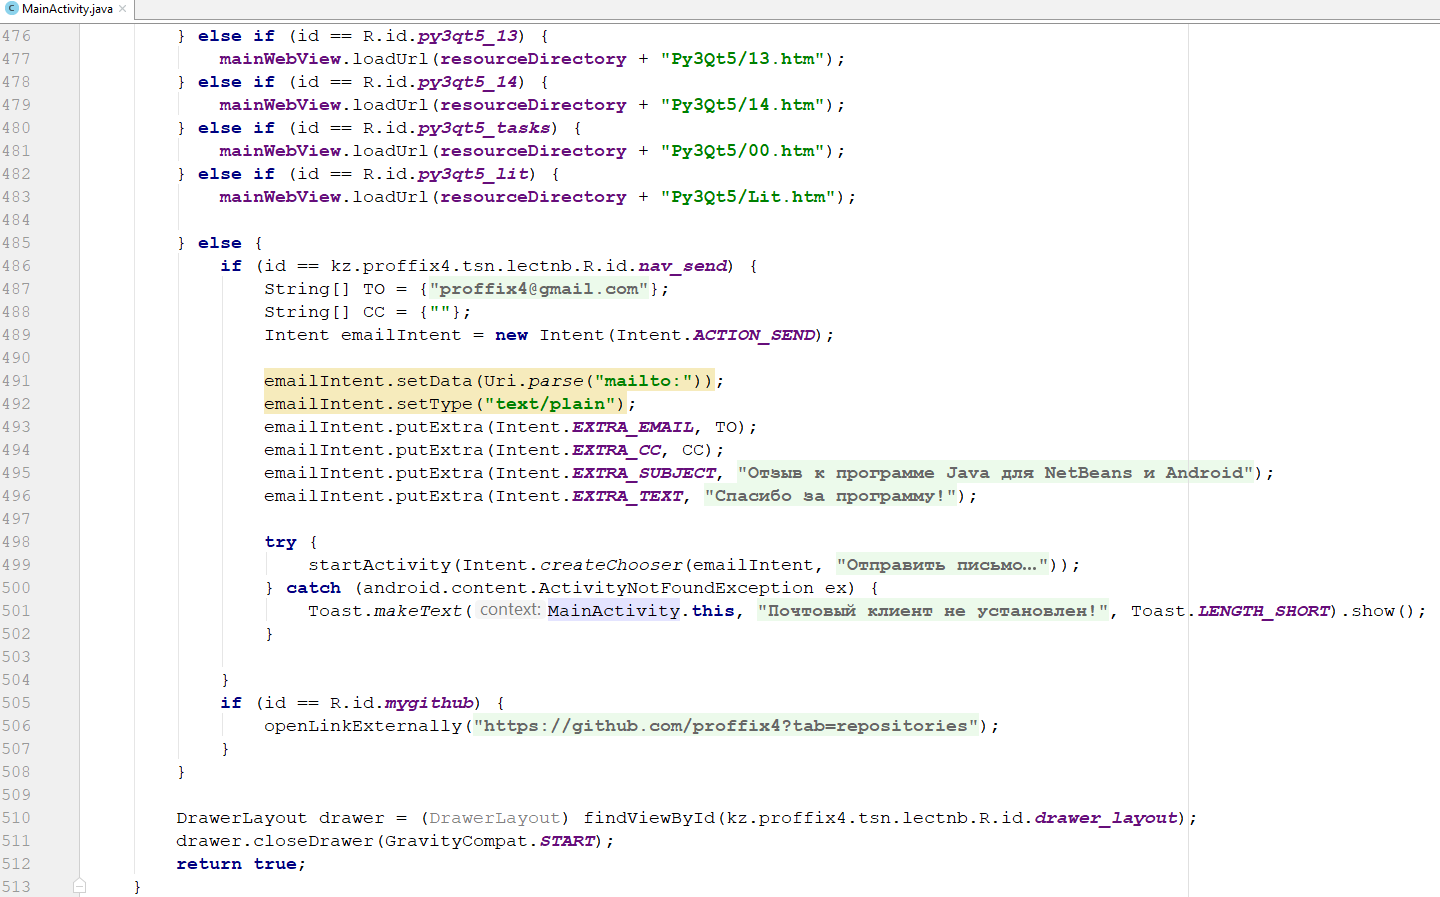 MainActivity.java
476 } else if (id == R.id.py3qt5_13) {
477 mainWebView.loadUrl(resourceDirectory + "Py3Qt5/13.htm");
478 } else if (id == R.id.py3qt5_14) {
479 mainWebView.loadUrl(resourceDirectory + "Py3Qt5/14.htm");
480 } else if (id == R.id.py3qt5_tasks) {
481 mainWebView.loadUrl(resourceDirectory + "Py3Qt5/00.htm");
482 } else if (id == R.id.py3qt5_lit) {
483 mainWebView.loadUrl(resourceDirectory + "Py3Qt5/Lit.htm");
484
485 } else {
486 if (id == kz.proffix4.tsn.lectnb.R.id.nav_send) {
487 String[] TO = {"proffix4@gmail.com"};
488 String[] CC = {""};
489 Intent emailIntent = new Intent(Intent.ACTION_SEND);
490
491 emailIntent.setData(Uri.parse("mailto:"));
492 emailIntent.setType("text/plain");
493 emailIntent.putExtra(Intent.EXTRA_EMAIL, TO);
494 emailIntent.putExtra(Intent.EXTRA_CC, CC);
495 emailIntent.putExtra(Intent.EXTRA_SUBJECT, "Отзыв к программе Java для NetBeans и Android");
496 emailIntent.putExtra(Intent.EXTRA_TEXT, "Спасибо за программу!");
497
498 try {
499 startActivity(Intent.createChooser(emailIntent, "Отправить письмо…"));
500 } catch (android.content.ActivityNotFoundException ex) {
501 Toast.makeText( context: MainActivity.this, "Почтовый клиент не установлен!", Toast.LENGTH_SHORT).show();
502 }
503
504 }
505 if (id == R.id.mygithub) {
506 openLinkExternally("https://github.com/proffix4?tab=repositories");
507 }
508 }
509
510 DrawerLayout drawer = (DrawerLayout) findViewById(kz.proffix4.tsn.lectnb.R.id.drawer_layout);
511 drawer.closeDrawer(GravityCompat.START);
512 return true;
513 }